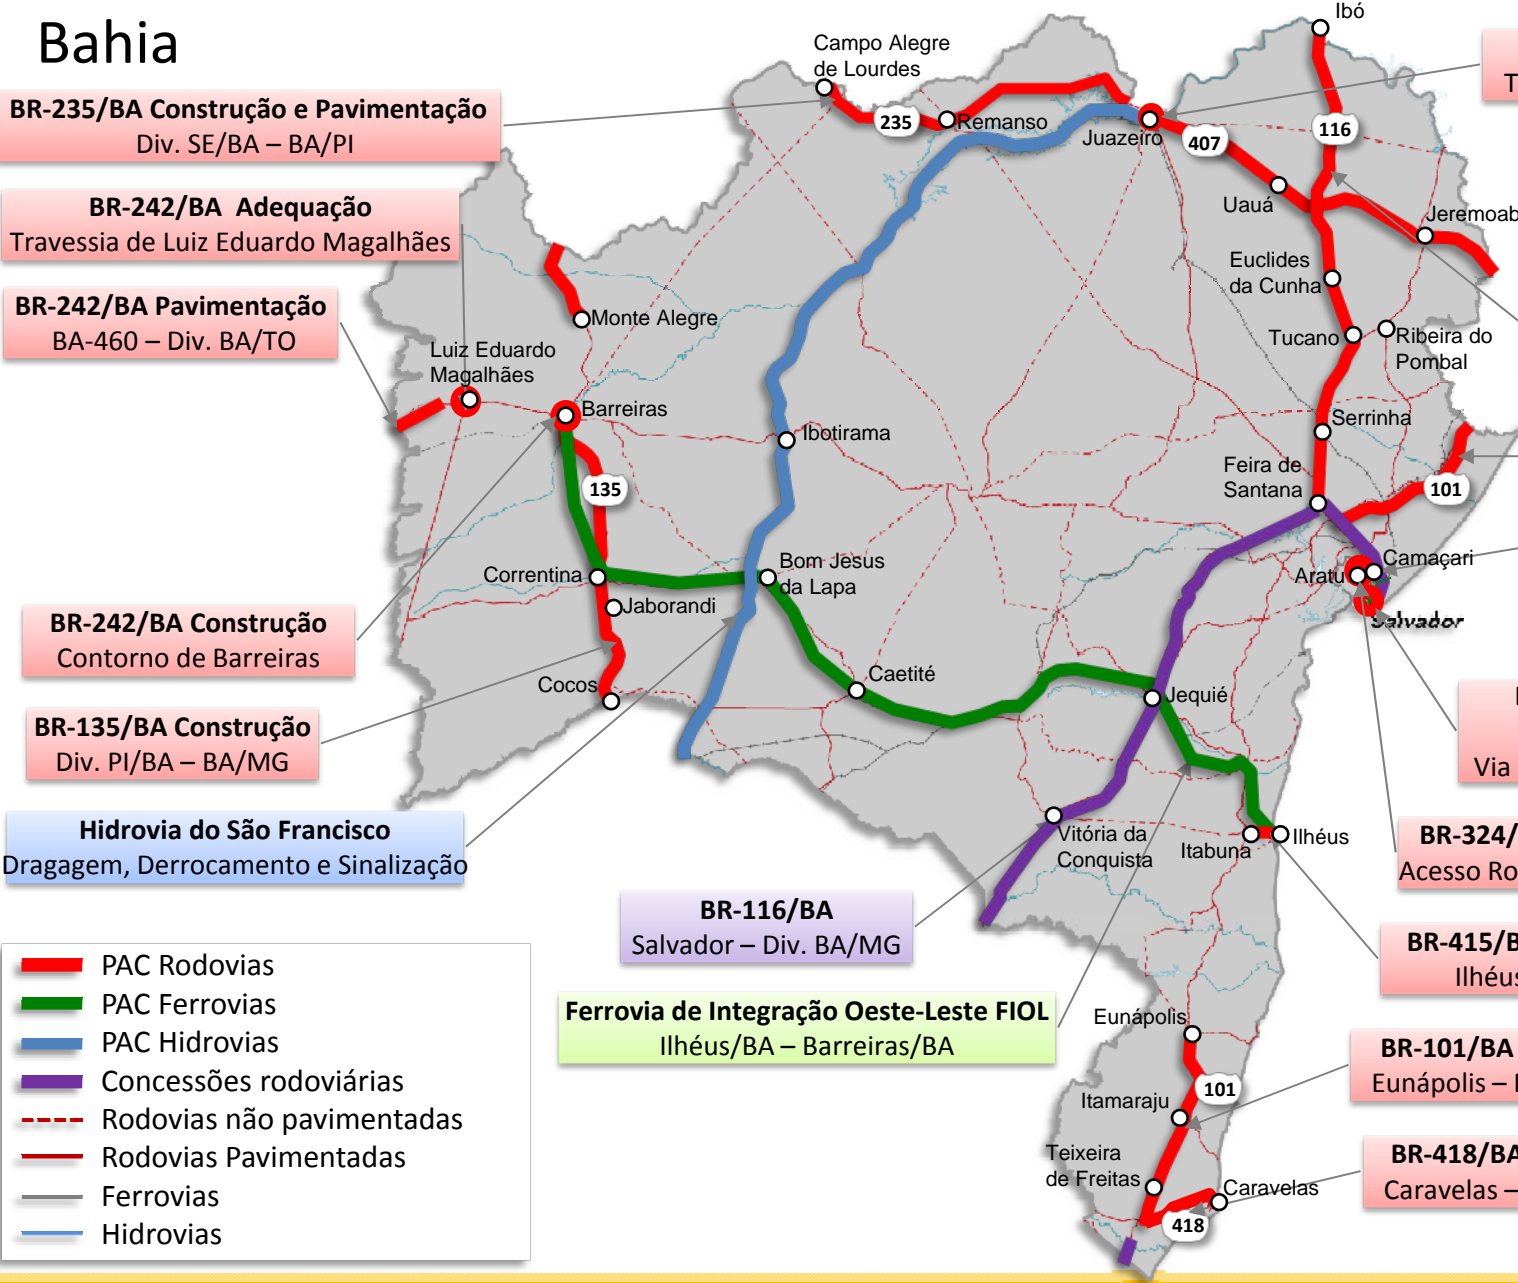 Bahia
BR-235/BA Construção e Pavimentação
Div. SE/BA – BA/PI
BR-242/BA Adequação
Travessia de Luiz Eduardo Magalhães
BR-242/BA Pavimentação
BA-460 – Div. BA/TO
BR-242/BA Construção
Contorno de Barreiras
BR-135/BA Construção
Div. PI/BA – BA/MG
Hidrovia do São Francisco
Dragagem, Derrocamento e Sinalização
PAC Rodovias
PAC Ferrovias
PAC Hidrovias
Concessões rodoviárias
Rodovias não pavimentadas
Rodovias Pavimentadas
Ferrovias
Hidrovias
BR-116/BA
Salvador – Div. BA/MG
Ferrovia de Integração Oeste-Leste FIOL
Ilhéus/BA – Barreiras/BA
Campo Alegre
de Lourdes
235
Remanso
Juazeiro
407
Ibó
116
Uauá
Jeremoab
Euclides
da Cunha
Tucano
Ribeira do
Pombal
Serrinha
Feira de
Santana
101
Camaçari
Aratu
Salvador
Monte Alegre
Luiz Eduardo
Magalhães
Barreiras
135
Ibotirama
Correntina
Jaborandi
Bom Jesus
da Lapa
Cocos
Caetité
Jequié
Vitória da
Conquista
Itabuna
Ilhéus
Eunápolis
101
Itamaraju
Teixeira
de Freitas
Caravelas
418
T
Via
BR-324/
Acesso Ro
BR-415/B
Ilhéus
BR-101/BA
Eunápolis –
BR-418/BA
Caravelas –